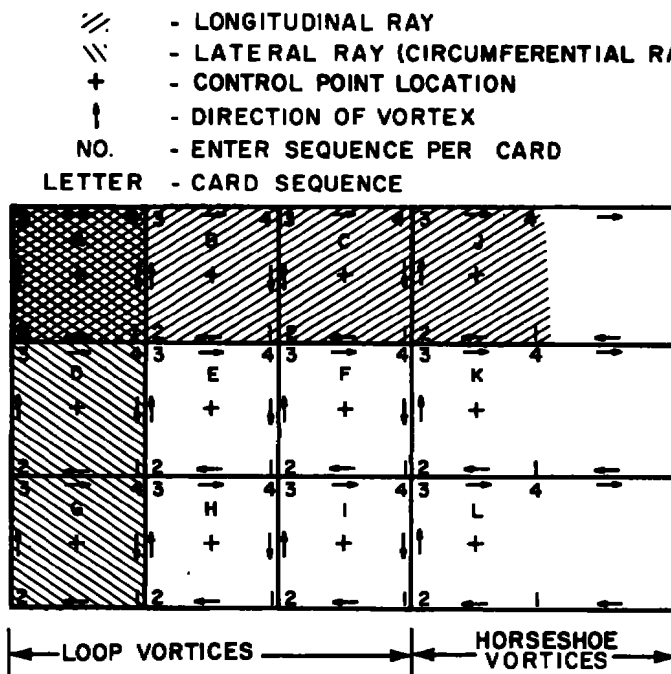 - LONGITUDINAL RAY
- LATERAL RAY (CIRCUMFERENTIAL
+ - CONTROL POINT LOCATION
- DIRECTION OF VORTEX
NO. - ENTER SEQUENCE PER CARD
LETTER - CARD SEQUENCE
3 4 3 4 3 4
B C J
2 1 2 1 2 1
3 4 3 4 3 4 3 4
D E F K
2 1 2 1 2 1 2 1
3 4 3 4 3 4 3 4
G H I L
2 1 2 1 2 1 2 1
LOOP VORTICES
HORSESHOE
VORTICES